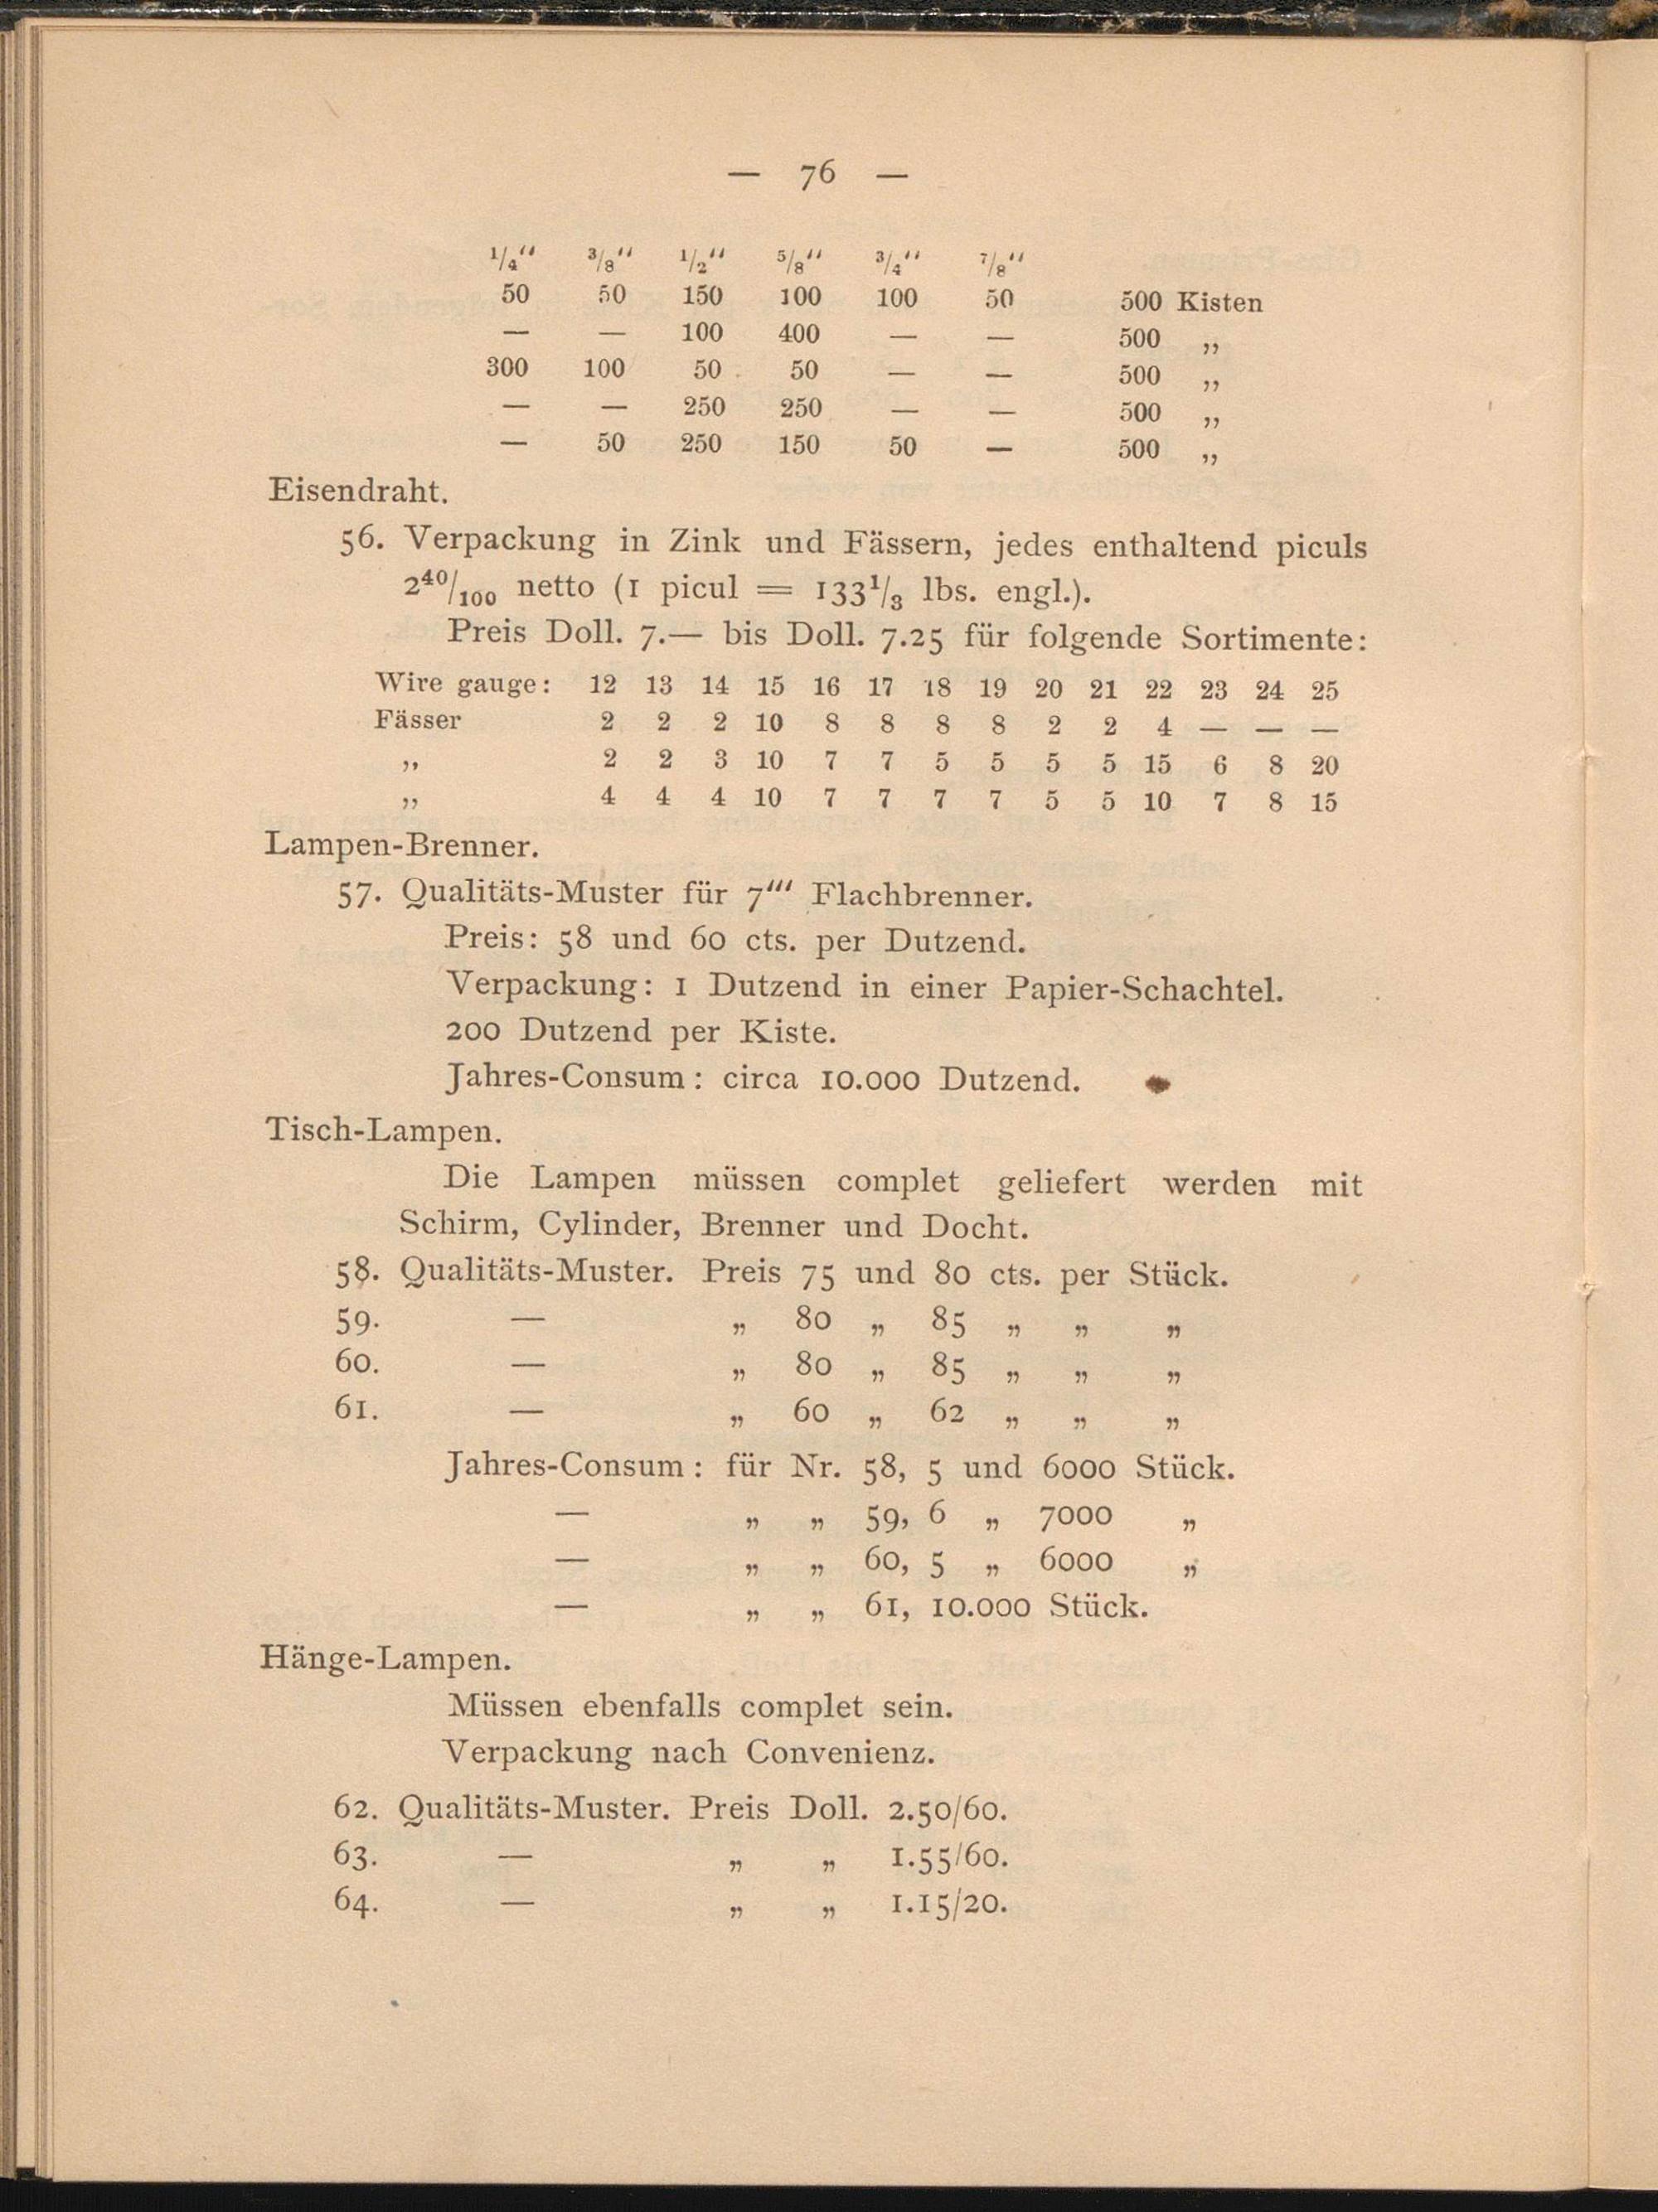 — 76 —
1/4" 3/8" 1/2" 5/8" 3/4" 7/8"
50 50 150 100 100 50 500 Kisten
— — 100 400 — — 500 „
300 100 50 50 — — 500 „
— — 250 250 — — 500 „
— 50 250 150 50 — 500 „
Eisendraht.
56. Verpackung in Zink und Fässern, jedes enthaltend piculs
2 40/100 netto (1 picul = 133 1/3 lbs. engl.).
Preis Doll. 7.— bis Doll. 7.25 für folgende Sortimente:
Wire gauge: 12 13 14 15 16 17 18 19 20 21 22 23 24 25
Fässer 2 2 2 10 8 8 8 8 2 2 4 — — —
„ 2 2 3 10 7 7 5 5 5 5 15 6 8 20
„ 4 4 4 10 7 7 7 7 5 5 10 7 8 15
Lampen-Brenner.
57. Qualitäts-Muster für 7''' Flachbrenner.
Preis: 58 und 60 cts. per Dutzend.
Verpackung: 1 Dutzend in einer Papier-Schachtel.
200 Dutzend per Kiste.
Jahres-Consum: circa 10.000 Dutzend.
Tisch-Lampen.
Die Lampen müssen complet geliefert werden mit
Schirm, Cylinder, Brenner und Docht.
58. Qualitäts-Muster. Preis 75 und 80 cts. per Stück.
59. — „ 80 „ 85 „ „ „
60. — „ 80 „ 85 „ „ „
61. — „ 60 „ 62 „ „ „
Jahres-Consum: für Nr. 58, 5 und 6000 Stück.
— „ „ 59, 6 „ 7000 „
— „ „ 60, 5 „ 6000 „
— „ „ 61, 10.000 Stück.
Hänge-Lampen.
Müssen ebenfalls complet sein.
Verpackung nach Convenienz.
62. Qualitäts-Muster. Preis Doll. 2.50/60.
63. — „ „ 1.55/60.
64. — „ „ 1.15/20.